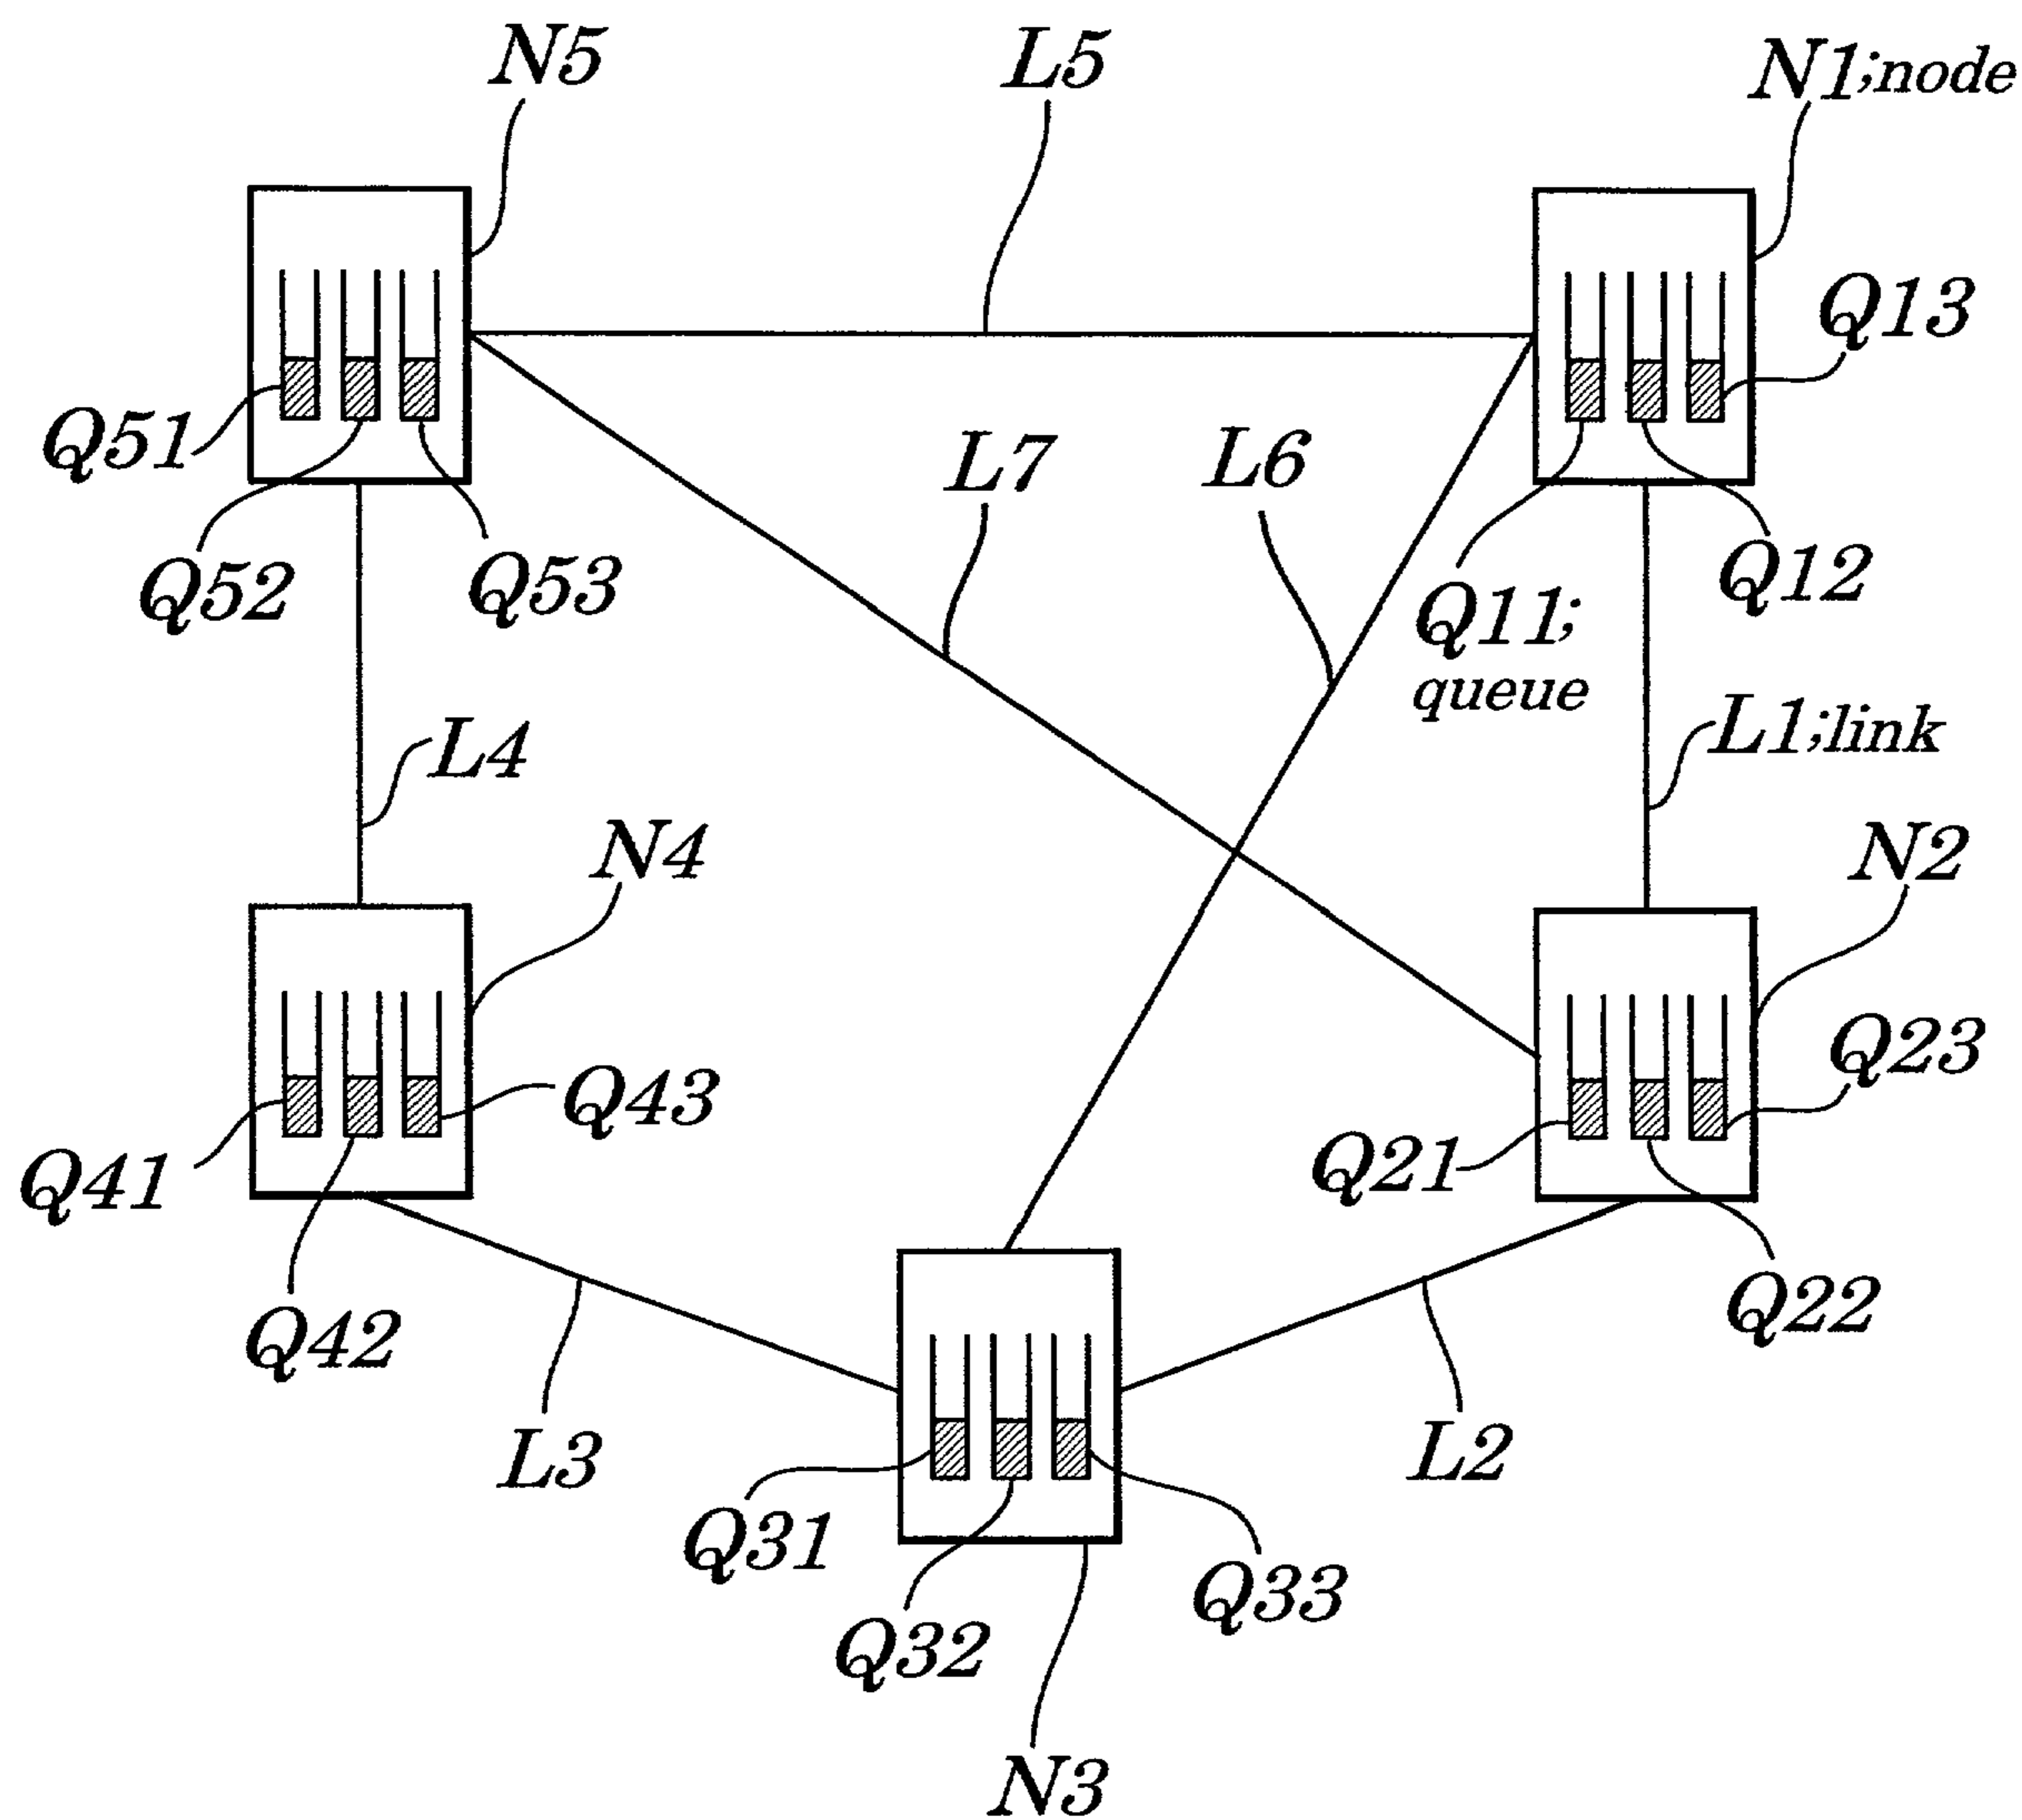 N5
L5
N1;node
Q13
Q51
L7
L6
Q52
Q53
Q11;
queue
Q12
L4
L1;link
N4
N2
Q43
Q23
Q41
Q21
Q42
Q22
L3
L2
Q31
Q33
Q32
N3